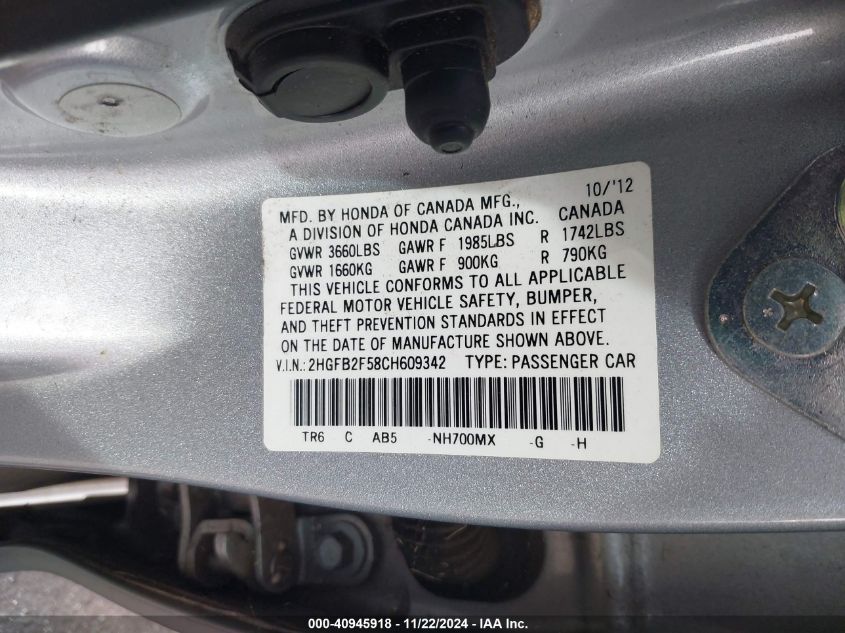 10/'12
MFD. BY HONDA OF CANADA MFG.,
A DIVISION OF HONDA CANADA INC. CANADA
GVWR 3660LBS GAWR F 1985LBS R 1742LBS
GVWR 1660KG GAWR F 900KG R 790KG
THIS VEHICLE CONFORMS TO ALL APPLICABLE
FEDERAL MOTOR VEHICLE SAFETY, BUMPER,
AND THEFT PREVENTION STANDARDS IN EFFECT
ON THE DATE OF MANUFACTURE SHOWN ABOVE.
V.I.N.: 2HGFB2F58CH609342 TYPE: PASSENGER CAR
TR6 C AB5 -NH700MX -G -H
000-40945918 - 11/22/2024 - IAA Inc.